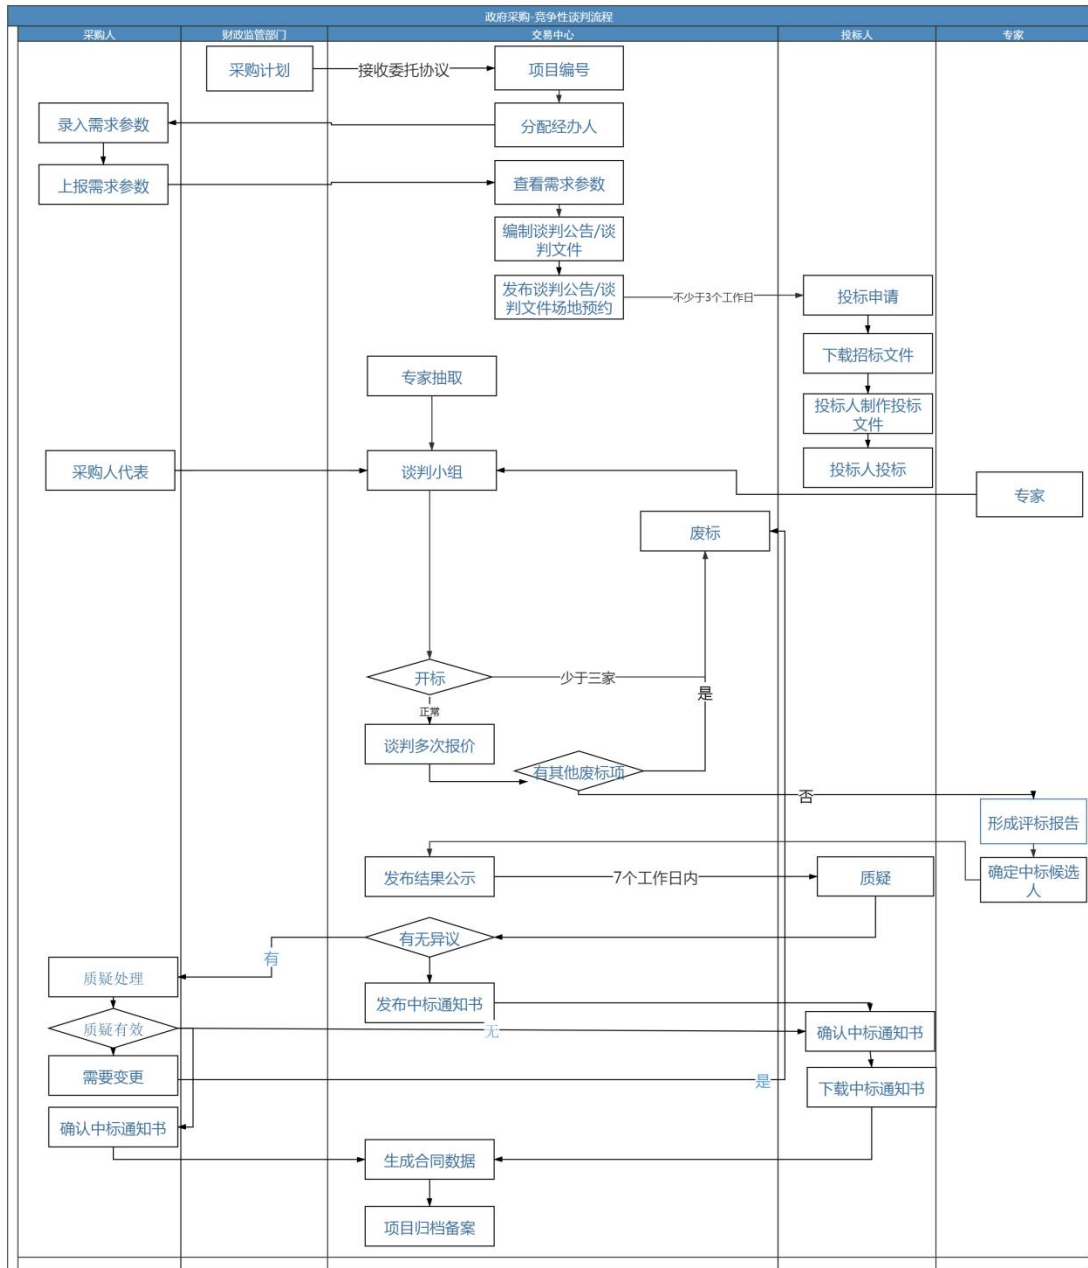 政府采购-竞争性谈判流程
采购人
财政监管部门
交易中心
投标人
专家
采购计划
接收委托协议
项目编号
录入需求参数
分配经办人
上报需求参数
查看需求参数
编制谈判公告/谈
判文件
发布谈判公告/谈
判文件场地预约
不少于3个工作日
投标申请
下载招标文件
专家抽取
投标人制作投标
文件
采购人代表
谈判小组
投标人投标
专家
废标
开标
少于三家
是
正常
谈判多次报价
有其他废标项
否
形成评标报告
发布结果公示
7个工作日内
质疑
确定中标候选
人
有无异议
有
质疑处理
发布中标通知书
质疑有效
无
确认中标通知书
需要变更
是
下载中标通知书
确认中标通知书
生成合同数据
项目归档备案